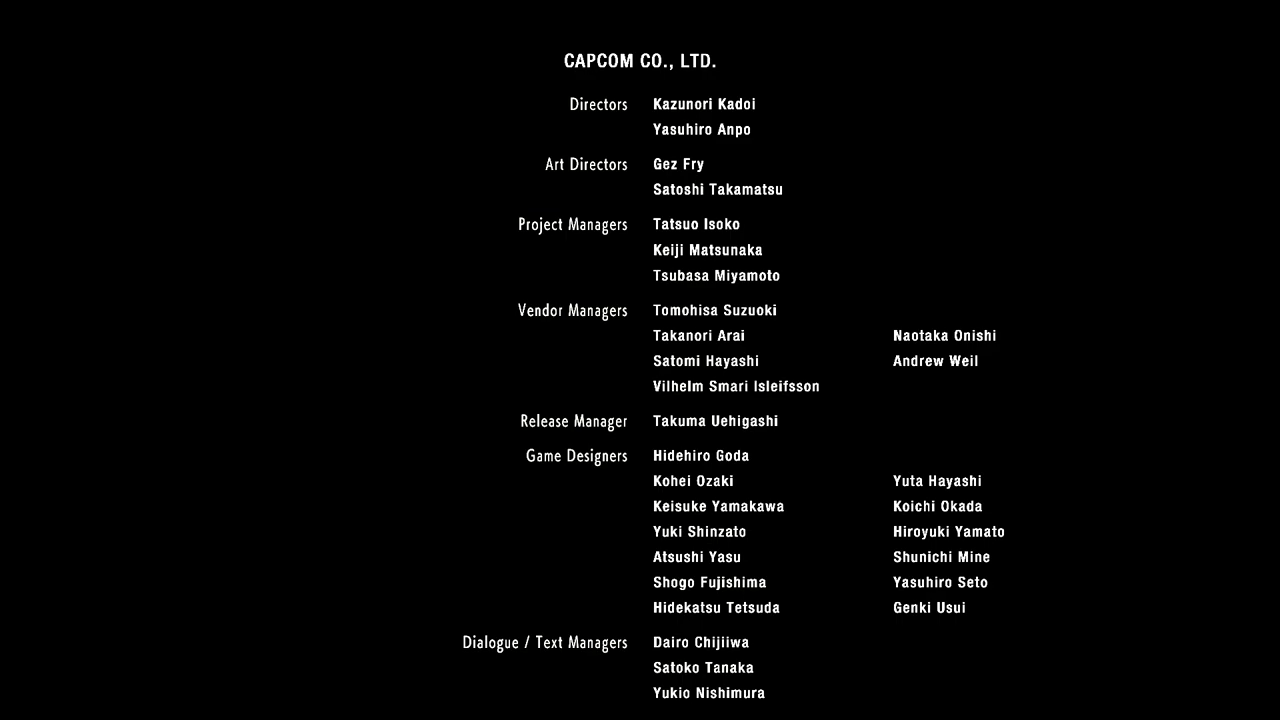 CAPCOM CO., LTD.
Directors Kazunori Kadoi
Yasuhiro Anpo
Art Directors Gez Fry
Satoshi Takamatsu
Project Managers Tatsuo Isoko
Keiji Matsunaka
Tsubasa Miyamoto
Vendor Managers Tomohisa Suzuoki
Takanori Arai Naotaka Onishi
Satomi Hayashi Andrew Weil
Vilhelm Smari Isleifsson
Release Manager Takuma Uehigashi
Game Designers Hidehiro Goda
Kohei Ozaki Yuta Hayashi
Keisuke Yamakawa Koichi Okada
Yuki Shinzato Hiroyuki Yamato
Atsushi Yasu Shunichi Mine
Shogo Fujishima Yasuhiro Seto
Hidekatsu Tetsuda Genki Usui
Dialogue / Text Managers Dairo Chijiiwa
Satoko Tanaka
Yukio Nishimura